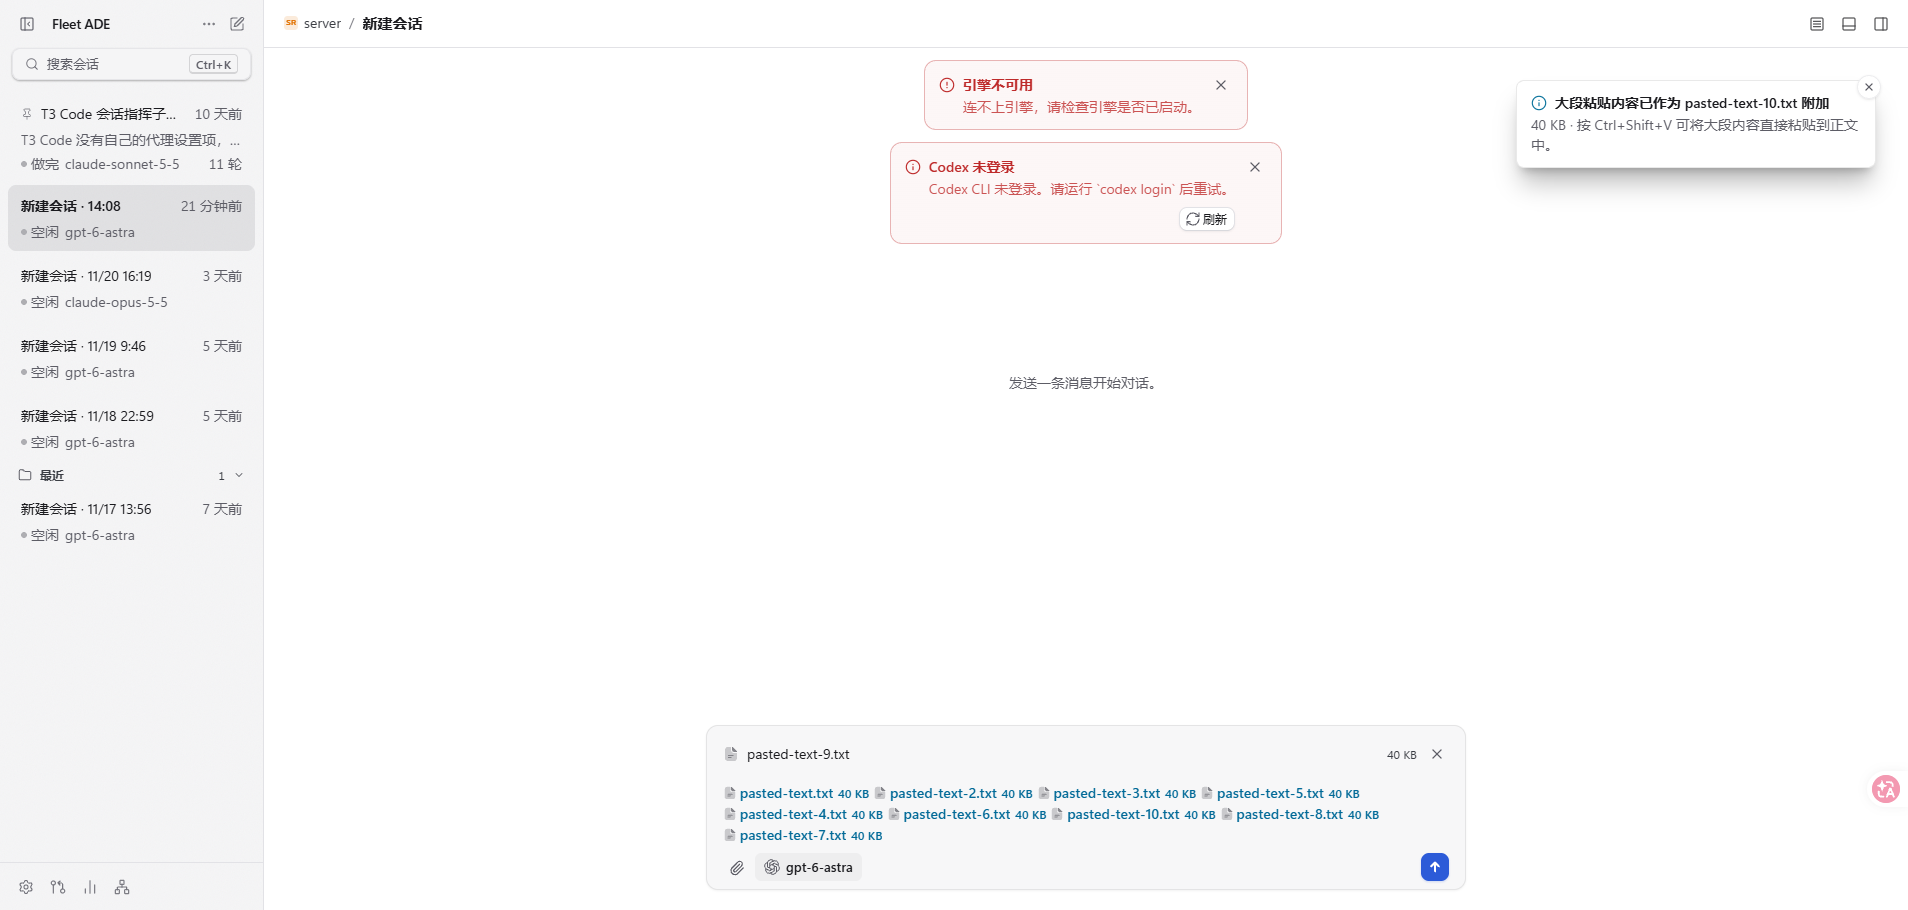 Fleet ADE
搜索会话 Ctrl+K
T3 Code 会话指挥子... 10 天前
T3 Code 没有自己的代理设置项，...
做完 claude-sonnet-5-5 11 轮
新建会话 · 14:08 21 分钟前
空闲 gpt-6-astra
新建会话 · 11/20 16:19 3 天前
空闲 claude-opus-5-5
新建会话 · 11/19 9:46 5 天前
空闲 gpt-6-astra
新建会话 · 11/18 22:59 5 天前
空闲 gpt-6-astra
最近 1
新建会话 · 11/17 13:56 7 天前
空闲 gpt-6-astra
SR server / 新建会话
引擎不可用
连不上引擎，请检查引擎是否已启动。
Codex 未登录
Codex CLI 未登录。请运行 `codex login` 后重试。
刷新
大段粘贴内容已作为 pasted-text-10.txt 附加
40 KB · 按 Ctrl+Shift+V 可将大段内容直接粘贴到正文
中。
发送一条消息开始对话。
pasted-text-9.txt 40 KB
pasted-text.txt 40 KB pasted-text-2.txt 40 KB pasted-text-3.txt 40 KB pasted-text-5.txt 40 KB
pasted-text-4.txt 40 KB pasted-text-6.txt 40 KB pasted-text-10.txt 40 KB pasted-text-8.txt 40 KB
pasted-text-7.txt 40 KB
gpt-6-astra